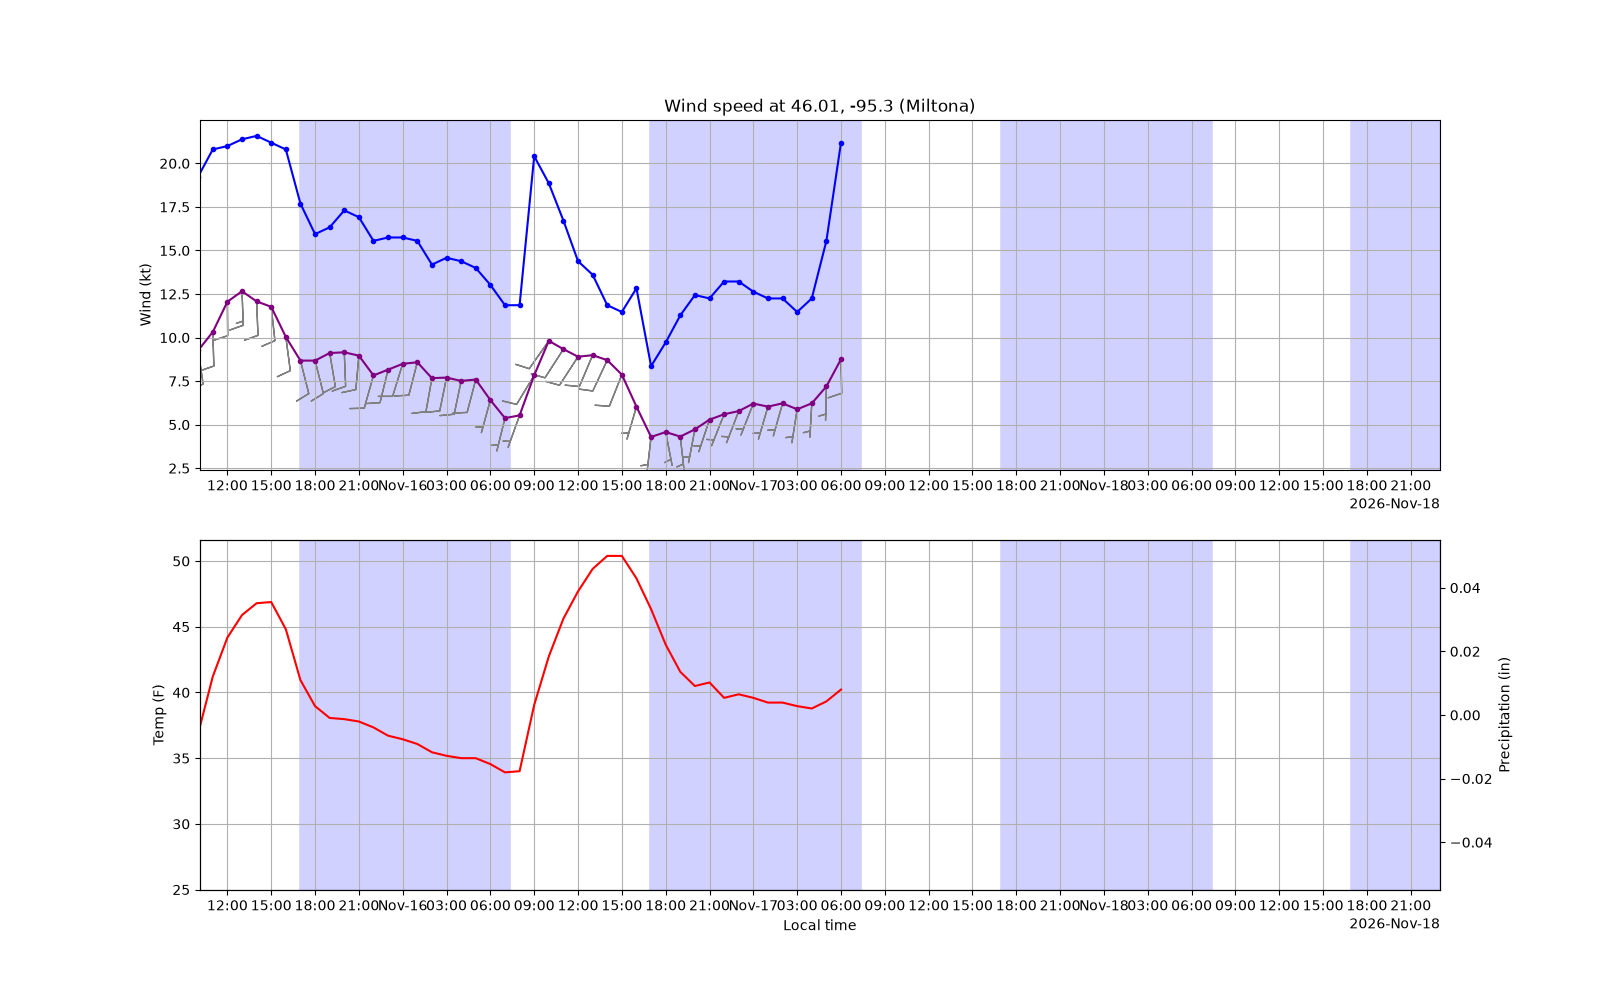 Wind speed at 46.01, -95.3 (Miltona)
Wind (kt)
20.0
17.5
15.0
12.5
10.0
7.5
5.0
2.5
12:00 15:00 18:00 21:00 Nov-16 03:00 06:00 09:00 12:00 15:00 18:00 21:00 Nov-17 03:00 06:00 09:00 12:00 15:00 18:00 21:00 Nov-18 03:00 06:00 09:00 12:00 15:00 18:00 21:00
2026-Nov-18
Temp (F)
50
45
40
35
30
25
0.04
0.02
0.00
−0.02
−0.04
Precipitation (in)
12:00 15:00 18:00 21:00 Nov-16 03:00 06:00 09:00 12:00 15:00 18:00 21:00 Nov-17 03:00 06:00 09:00 12:00 15:00 18:00 21:00 Nov-18 03:00 06:00 09:00 12:00 15:00 18:00 21:00
Local time
2026-Nov-18